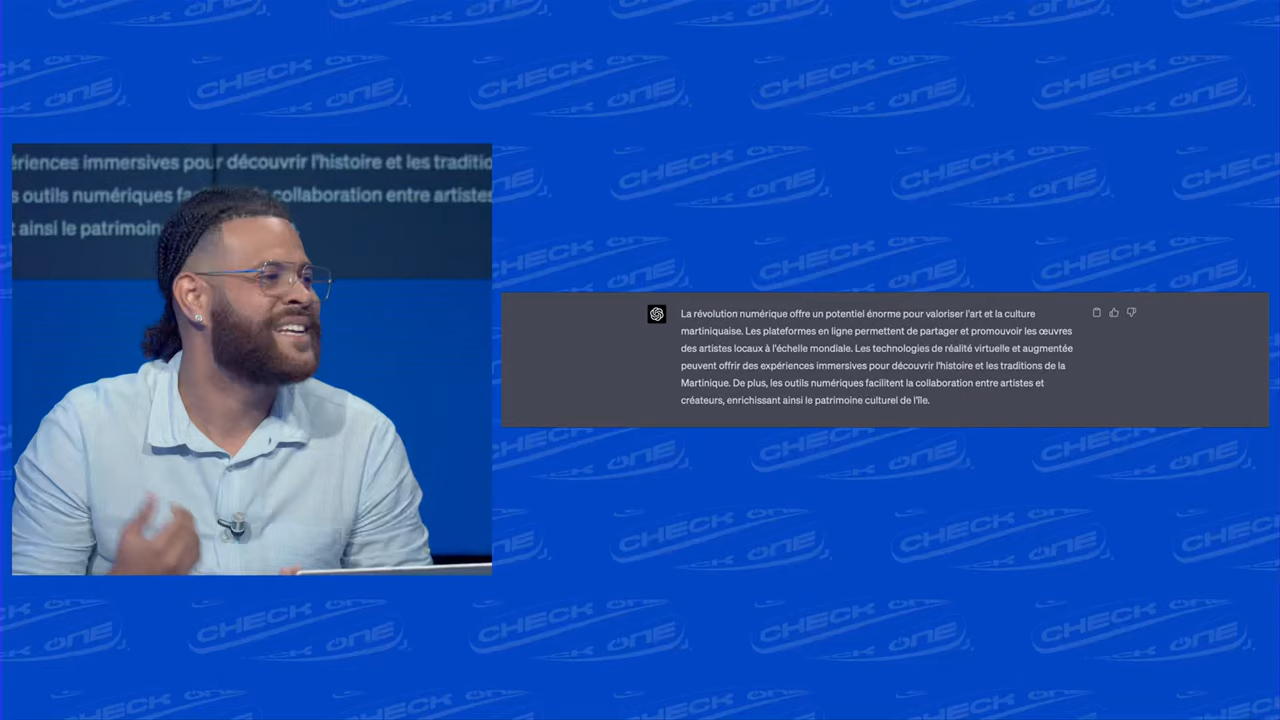 CHECK ONE
ériences immersives pour découvrir l'histoire et les traditio
s outils numériques collaboration entre artistes
ainsi le patrimoin
La révolution numérique offre un potentiel énorme pour valoriser l'art et la culture
martiniquaise. Les plateformes en ligne permettent de partager et promouvoir les œuvres
des artistes locaux à l'échelle mondiale. Les technologies de réalité virtuelle et augmentée
peuvent offrir des expériences immersives pour découvrir l'histoire et les traditions de la
Martinique. De plus, les outils numériques facilitent la collaboration entre artistes et
créateurs, enrichissant ainsi le patrimoine culturel de l'île.